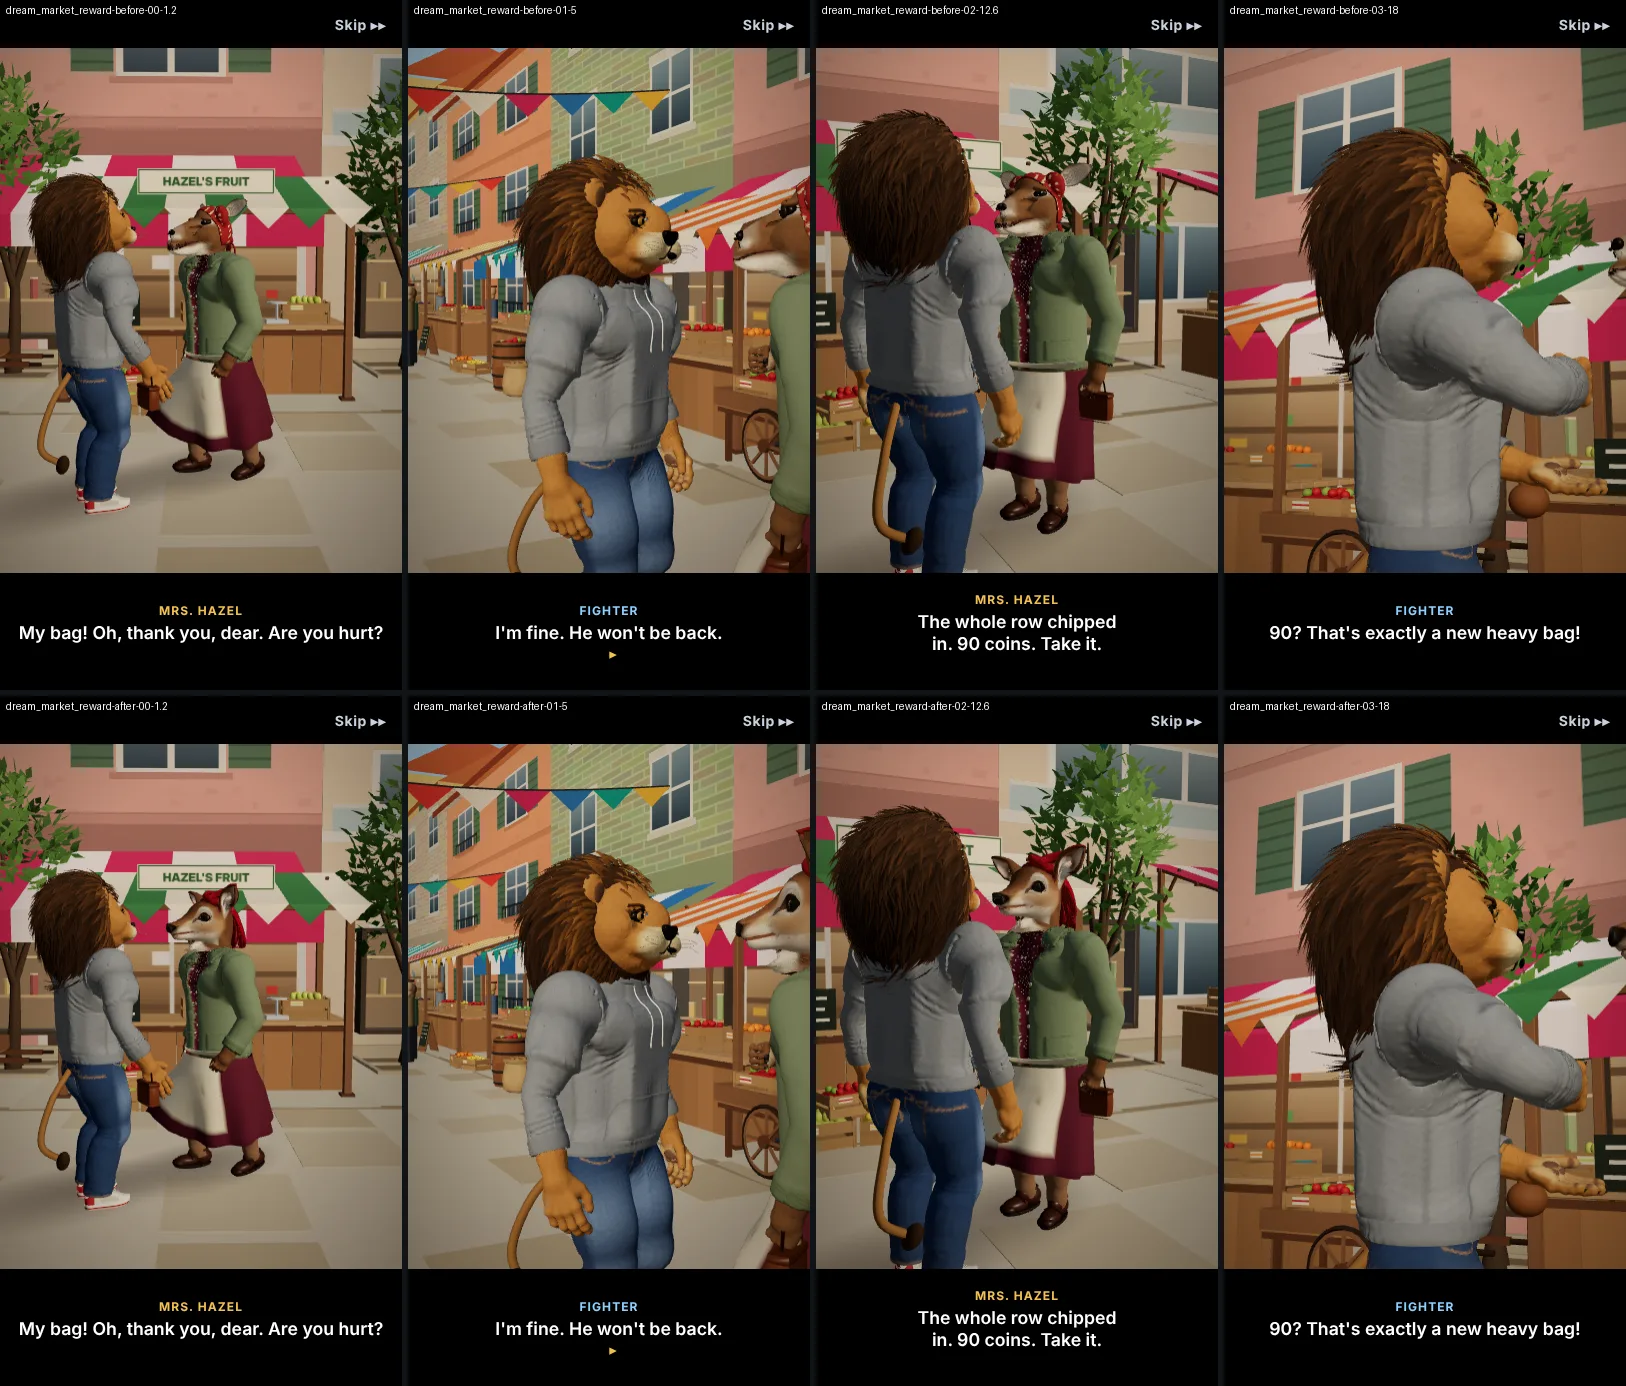 dream_market_reward-before-00-1.2
Skip ▸▸
HAZEL'S FRUIT
MRS. HAZEL
My bag! Oh, thank you, dear. Are you hurt?
dream_market_reward-before-01-5
Skip ▸▸
FIGHTER
I'm fine. He won't be back.
▸
dream_market_reward-before-02-12.6
Skip ▸▸
MRS. HAZEL
The whole row chipped
in. 90 coins. Take it.
dream_market_reward-before-03-18
Skip ▸▸
FIGHTER
90? That's exactly a new heavy bag!
dream_market_reward-after-00-1.2
Skip ▸▸
HAZEL'S FRUIT
MRS. HAZEL
My bag! Oh, thank you, dear. Are you hurt?
dream_market_reward-after-01-5
Skip ▸▸
FIGHTER
I'm fine. He won't be back.
▸
dream_market_reward-after-02-12.6
Skip ▸▸
MRS. HAZEL
The whole row chipped
in. 90 coins. Take it.
dream_market_reward-after-03-18
Skip ▸▸
FIGHTER
90? That's exactly a new heavy bag!